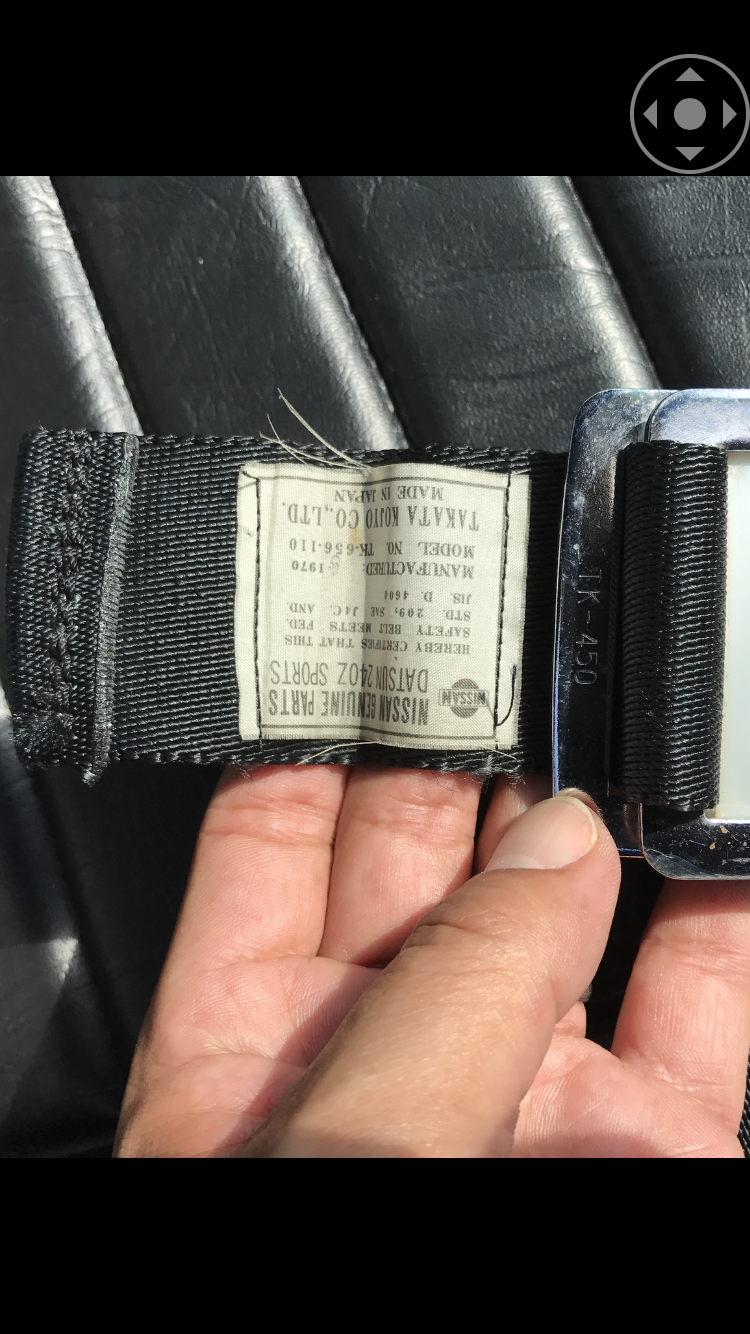 NISSAN
NISSAN GENUINE PARTS
DATSUN 240Z SPORTS
HEREBY CERTIFIES THAT THIS
SAFETY BELT MEETS FED.
STD. 209, SAE J4C. AND
JIS. D. 4604
MANUFACTURED: 1970
MODEL NO. TK-656-110
TAKATA KOJYO CO.,LTD.
MADE IN JAPAN
TK-450